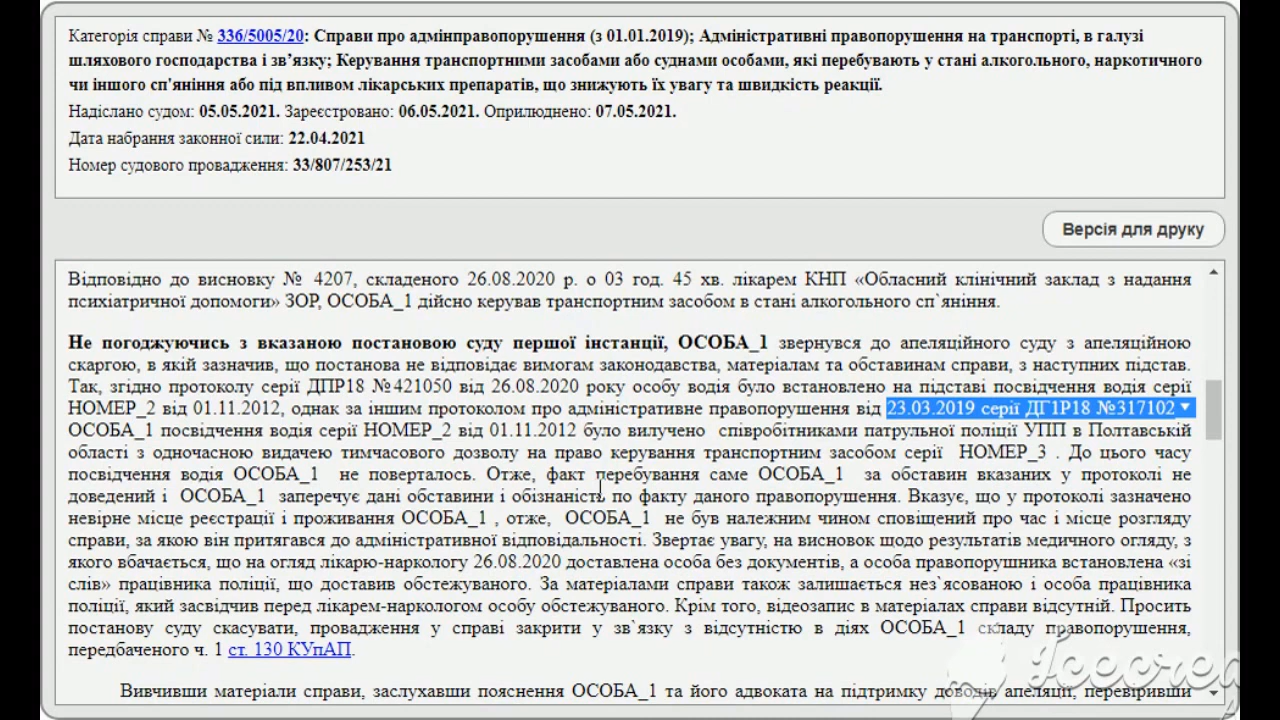 Категорія справи № 336/5005/20: Справи про адмінправопорушення (з 01.01.2019); Адміністративні правопорушення на транспорті, в галузі
шляхового господарства і зв’язку; Керування транспортними засобами або суднами особами, які перебувають у стані алкогольного, наркотичного
чи іншого сп'яніння або під впливом лікарських препаратів, що знижують їх увагу та швидкість реакції.
Надіслано судом: 05.05.2021. Зареєстровано: 06.05.2021. Оприлюднено: 07.05.2021.
Дата набрання законної сили: 22.04.2021
Номер судового провадження: 33/807/253/21
Версія для друку
Відповідно до висновку № 4207, складеного 26.08.2020 р. о 03 год. 45 хв. лікарем КНП «Обласний клінічний заклад з надання
психіатричної допомоги» ЗОР, ОСОБА_1 дійсно керував транспортним засобом в стані алкогольного сп`яніння.
Не погоджуючись з вказаною постановою суду першої інстанції, ОСОБА_1 звернувся до апеляційного суду з апеляційною
скаргою, в якій зазначив, що постанова не відповідає вимогам законодавства, матеріалам та обставинам справи, з наступних підстав.
Так, згідно протоколу серії ДПР18 №421050 від 26.08.2020 року особу водія було встановлено на підставі посвідчення водія серії
НОМЕР_2 від 01.11.2012, однак за іншим протоколом про адміністративне правопорушення від 23.03.2019 серії ДГ1Р18 №317102
ОСОБА_1 посвідчення водія серії НОМЕР_2 від 01.11.2012 було вилучено співробітниками патрульної поліції УПП в Полтавській
області з одночасною видачею тимчасового дозволу на право керування транспортним засобом серії НОМЕР_3 . До цього часу
посвідчення водія ОСОБА_1 не поверталось. Отже, факт перебування саме ОСОБА_1 за обставин вказаних у протоколі не
доведений і ОСОБА_1 заперечує дані обставини і обізнаність по факту даного правопорушення. Вказує, що у протоколі зазначено
невірне місце реєстрації і проживання ОСОБА_1 , отже, ОСОБА_1 не був належним чином сповіщений про час і місце розгляду
справи, за якою він притягався до адміністративної відповідальності. Звертає увагу, на висновок щодо результатів медичного огляду, з
якого вбачається, що на огляд лікарю-наркологу 26.08.2020 доставлена особа без документів, а особа правопорушника встановлена «зі
слів» працівника поліції, що доставив обстежуваного. За матеріалами справи також залишається нез`ясованою і особа працівника
поліції, який засвідчив перед лікарем-наркологом особу обстежуваного. Крім того, відеозапис в матеріалах справи відсутній. Просить
постанову суду скасувати, провадження у справі закрити у зв`язку з відсутністю в діях ОСОБА_1 складу правопорушення,
передбаченого ч. 1 ст. 130 КУпАП.
Вивчивши матеріали справи, заслухавши пояснення ОСОБА_1 та його адвоката на підтримку доводів апеляції, перевіривши